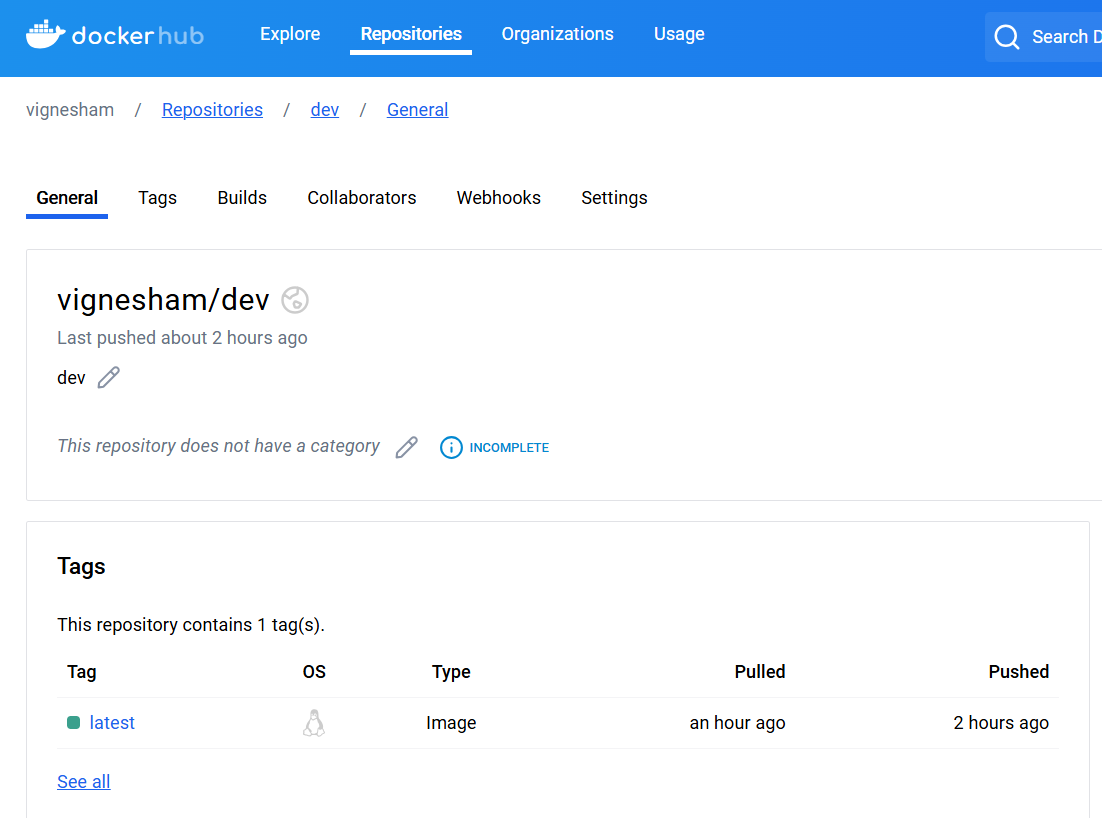 dockerhub Explore Repositories Organizations Usage Search D
vignesham / Repositories / dev / General
General Tags Builds Collaborators Webhooks Settings
vignesham/dev
Last pushed about 2 hours ago
dev
This repository does not have a category INCOMPLETE
Tags
This repository contains 1 tag(s).
Tag OS Type Pulled Pushed
latest Image an hour ago 2 hours ago
See all